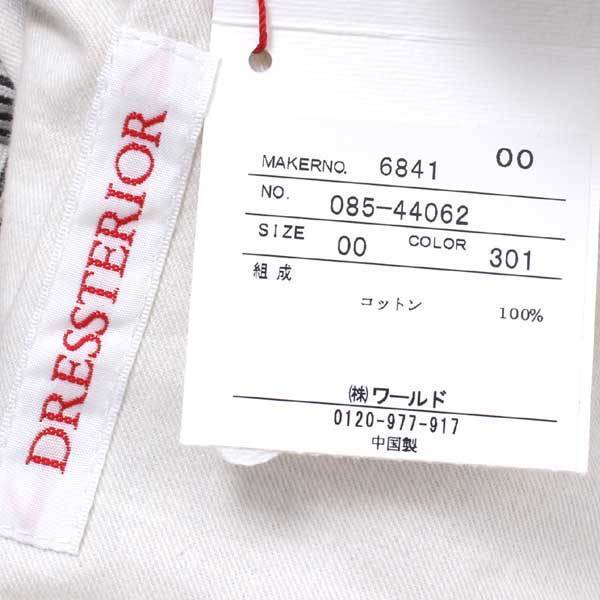 DRESSTERIOR
MAKERNO. 6841 00
NO. 085-44062
SIZE 00 COLOR 301
組成
コットン 100%
㈱ワールド
0120-977-917
中国製